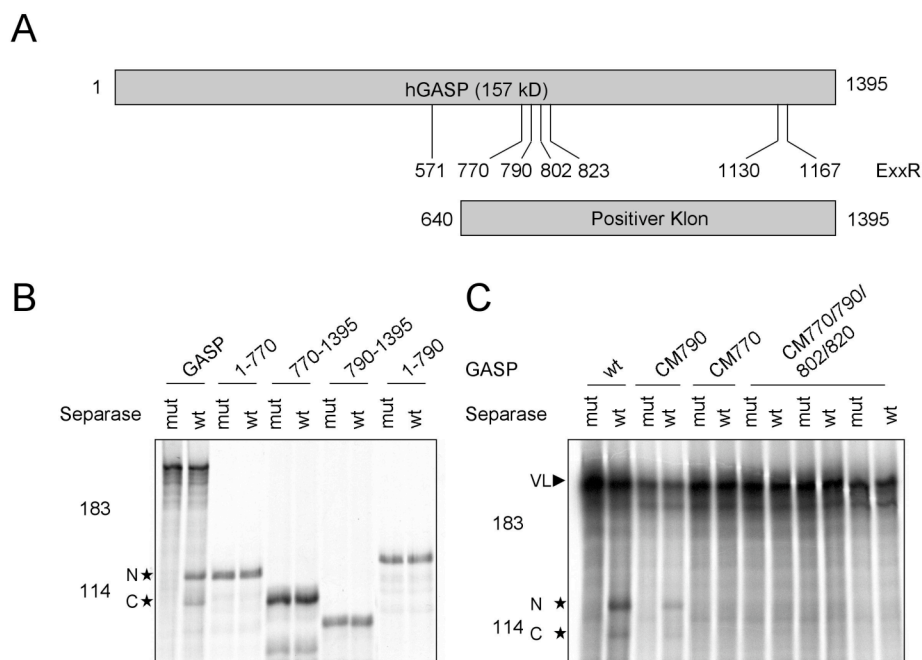 A
1 hGASP (157 kD) 1395
571 770 790 802 823 1130 1167 ExxR
640 Positiver Klon 1395
B
GASP 1-770 770-1395 790-1395 1-790
Separase mut wt mut wt mut wt mut wt mut wt
183
N★
114
C★
C
GASP wt CM790 CM770 CM770/790/
802/820
Separase mut wt mut wt mut wt mut wt mut wt mut wt
VL▶
183
N ★
114
C ★